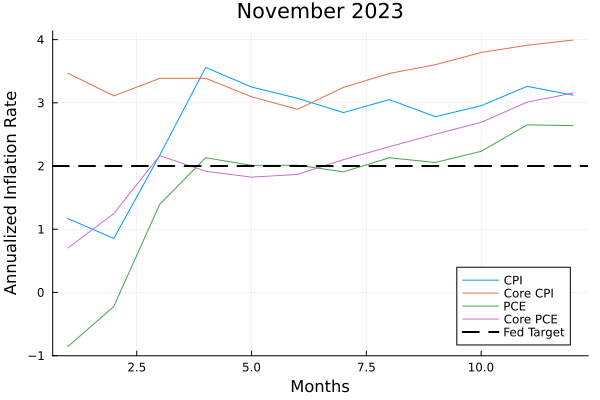 November 2023
Annualized Inflation Rate
4
3
2
1
0
−1
2.5
5.0
7.5
10.0
Months
CPI
Core CPI
PCE
Core PCE
Fed Target